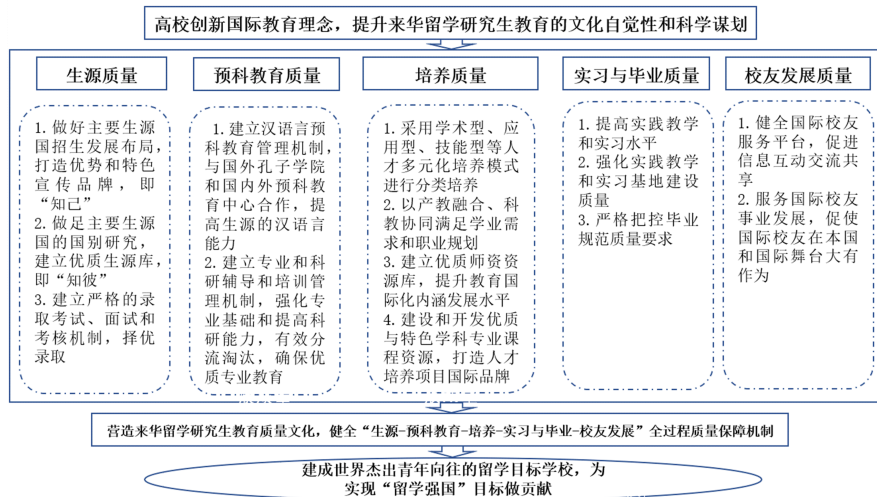 高校创新国际教育理念，提升来华留学研究生教育的文化自觉性和科学谋划
生源质量
1. 做好主要生源
国招生发展布局，
打造优势和特色
宣传品牌，即
“知己”
2. 做足主要生源
国的国别研究，
建立优质生源库，
即“知彼”
3. 建立严格的录
取考试、面试和
考核机制，择优
录取
预科教育质量
1. 建立汉语言预
科教育管理机制，
与国外孔子学院
和国内外预科教
育中心合作，提
高生源的汉语言
能力
2. 建立专业和科
研辅导和培训管
理机制，强化专
业基础和提高科
研能力，有效分
流淘汰，确保优
质专业教育
培养质量
1. 采用学术型、应
用型、技能型等人
才多元化培养模式
进行分类培养
2. 以产教融合、科
教协同满足学业需
求和职业规划
3. 建立优质师资资
源库，提升教育国
际化内涵发展水平
4. 建设和开发优质
与特色学科专业课
程资源，打造人才
培养项目国际品牌
实习与毕业质量
1. 提高实践教学
和实习水平
2. 强化实践教学
和实习基地建设
质量
3. 严格把控毕业
规范质量要求
校友发展质量
1. 健全国际校友
服务平台，促进
信息互动交流共
享
2. 服务国际校友
事业发展，促使
国际校友在本国
和国际舞台大有
作为
营造来华留学研究生教育质量文化，健全“生源-预科教育-培养-实习与毕业-校友发展”全过程质量保障机制
建成世界杰出青年向往的留学目标学校，为
实现“留学强国”目标做贡献